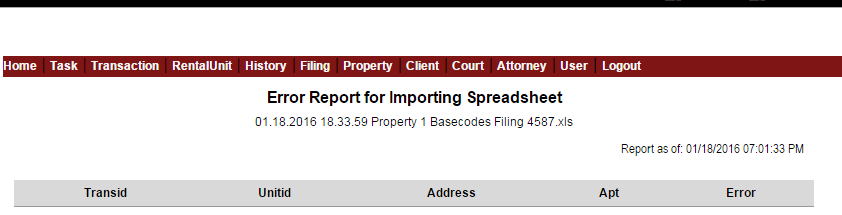 Home Task Transaction RentalUnit History Filing Property Client Court Attorney User Logout
Error Report for Importing Spreadsheet
01.18.2016 18.33.59 Property 1 Basecodes Filing 4587.xls
Report as of: 01/18/2016 07:01:33 PM
Transid Unitid Address Apt Error